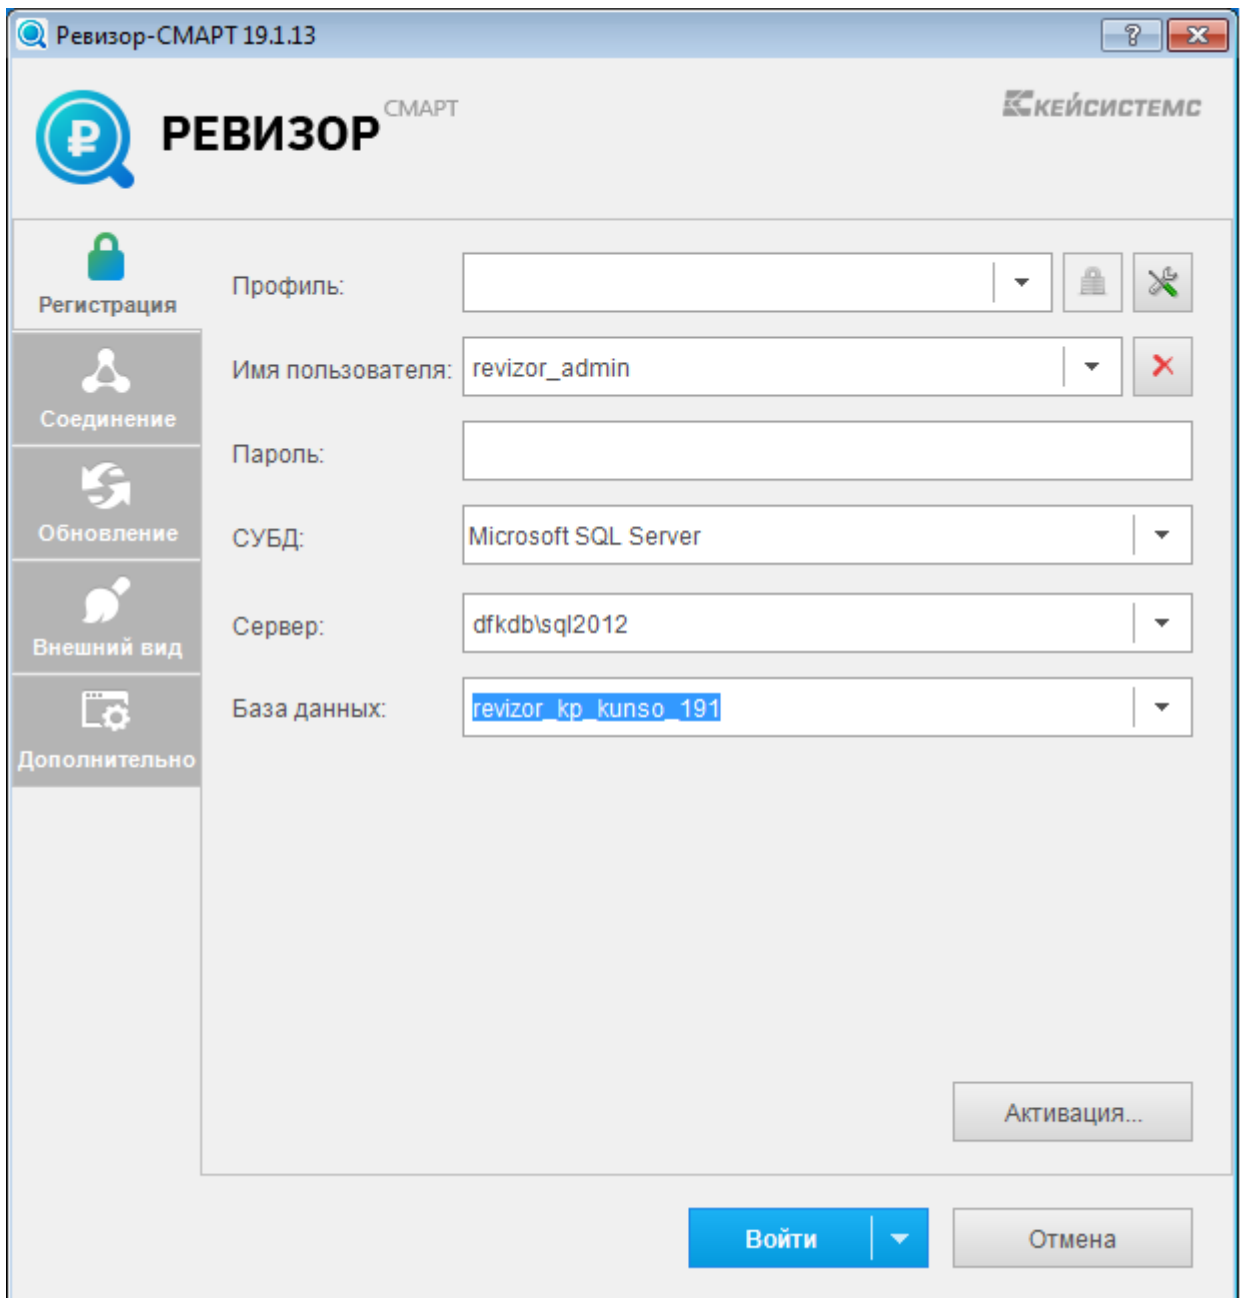 Ревизор-СМАРТ 19.1.13
РЕВИЗОР СМАРТ
КЕЙСИСТЕМС
Регистрация
Соединение
Обновление
Внешний вид
Дополнительно
Профиль:
Имя пользователя: revizor_admin
Пароль:
СУБД: Microsoft SQL Server
Сервер: dfkdb\sql2012
База данных: revizor_kp_kunso_191
Активация...
Войти
Отмена